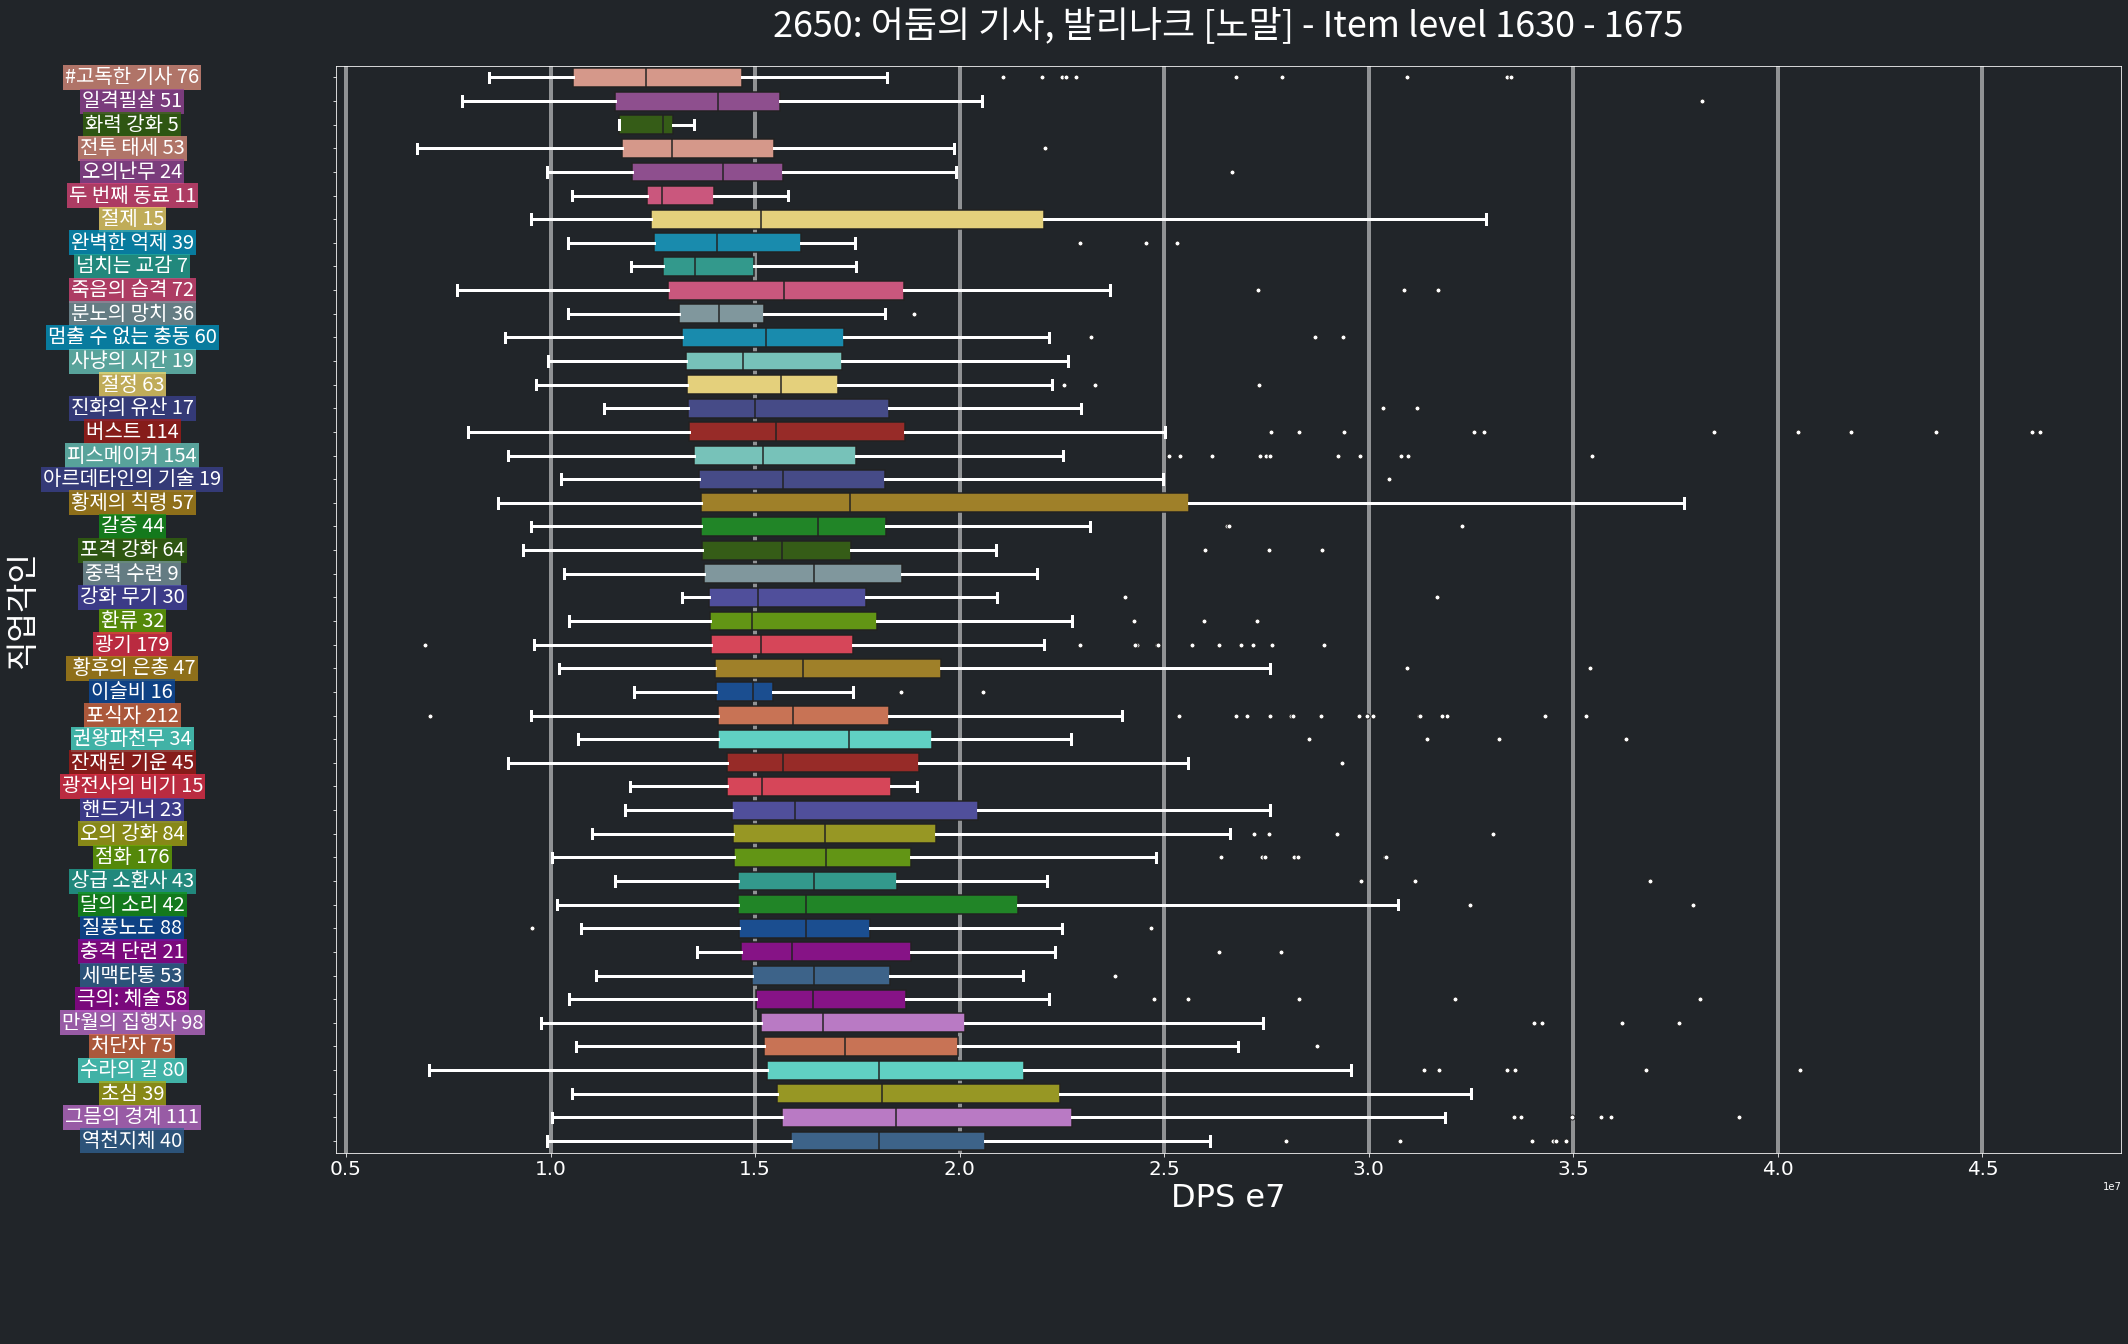 2650: 어둠의 기사, 발리나크 [노말] - Item level 1630 - 1675
직업각인
#고독한 기사 76
일격필살 51
화력 강화 5
전투 태세 53
오의난무 24
두 번째 동료 11
절제 15
완벽한 억제 39
넘치는 교감 7
죽음의 습격 72
분노의 망치 36
멈출 수 없는 충동 60
사냥의 시간 19
절정 63
진화의 유산 17
버스트 114
피스메이커 154
아르데타인의 기술 19
황제의 칙령 57
갈증 44
포격 강화 64
중력 수련 9
강화 무기 30
환류 32
광기 179
황후의 은총 47
이슬비 16
포식자 212
권왕파천무 34
잔재된 기운 45
광전사의 비기 15
핸드거너 23
오의 강화 84
점화 176
상급 소환사 43
달의 소리 42
질풍노도 88
충격 단련 21
세맥타통 53
극의: 체술 58
만월의 집행자 98
처단자 75
수라의 길 80
초심 39
그믐의 경계 111
역천지체 40
0.5 1.0 1.5 2.0 2.5 3.0 3.5 4.0 4.5
1e7
DPS e7